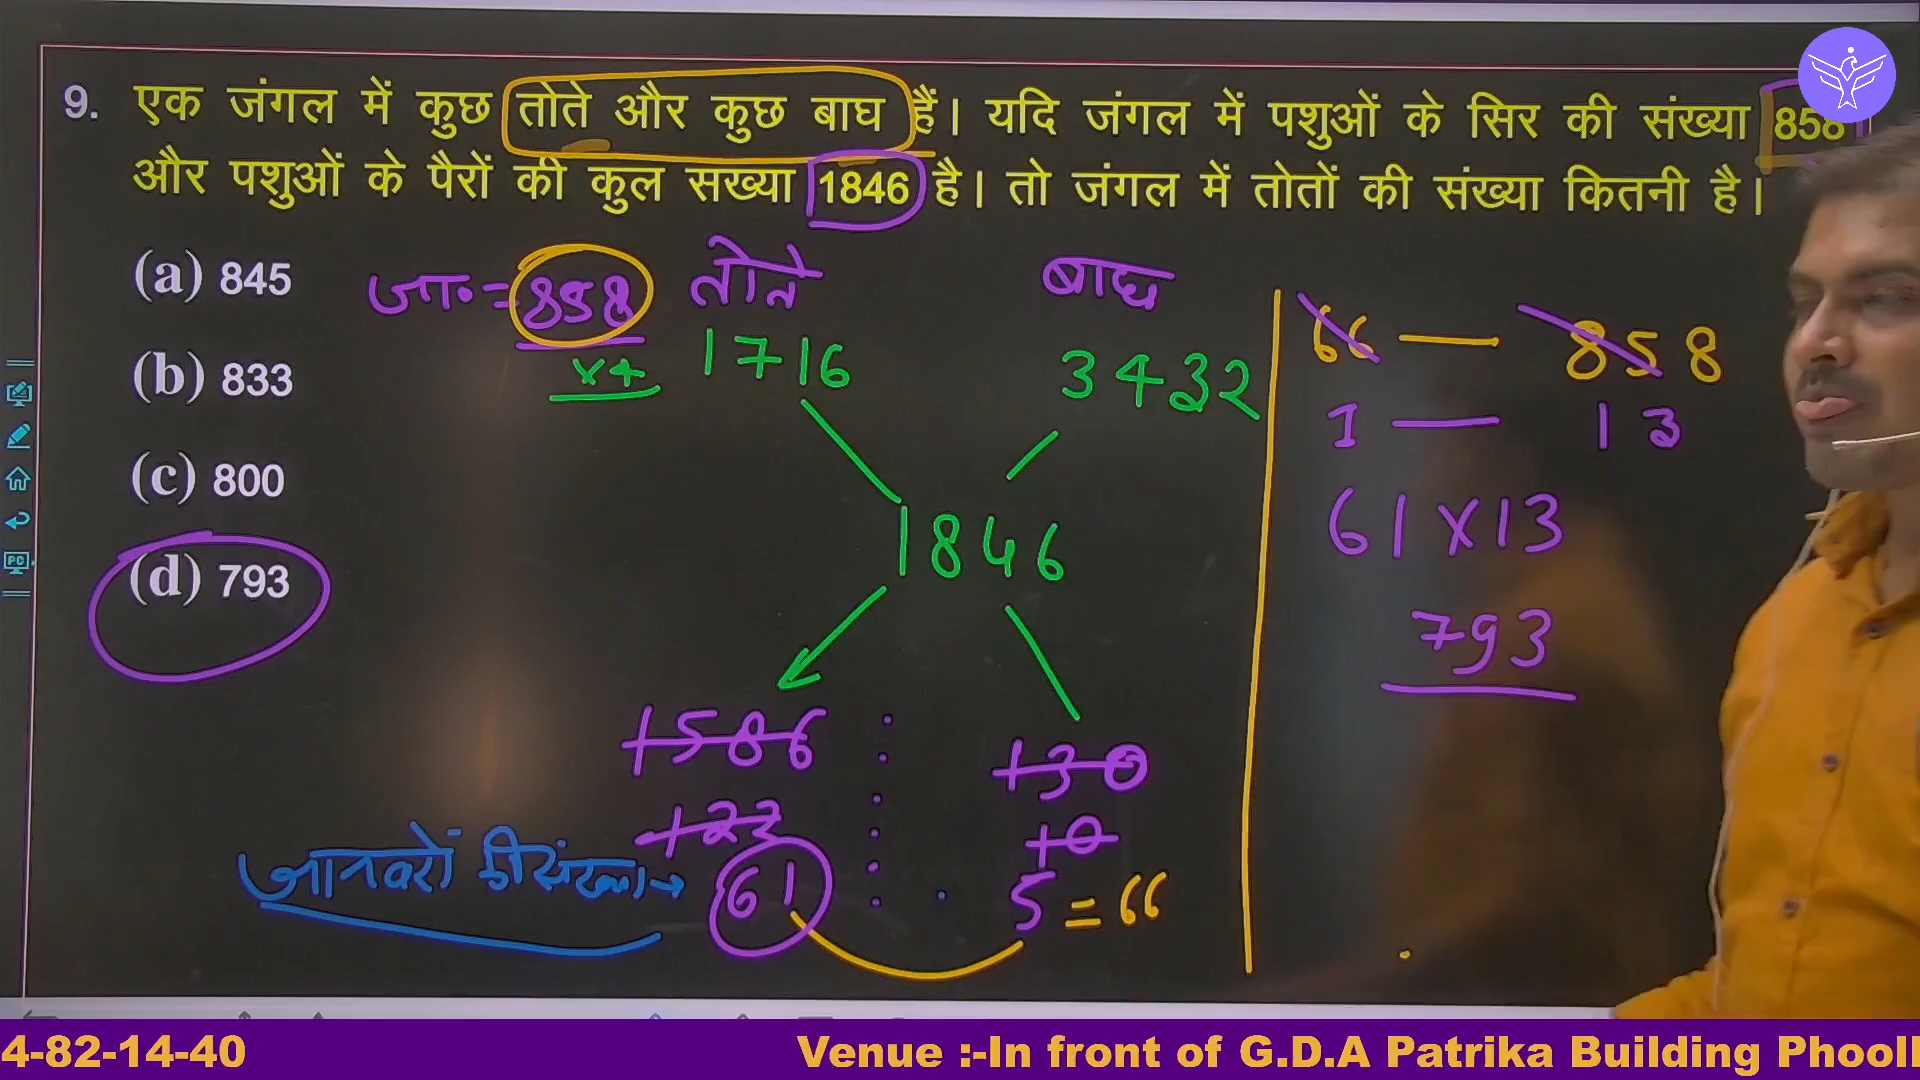 9. एक जंगल में कुछ तोते और कुछ बाघ हैं। यदि जंगल में पशुओं के सिर की संख्या 858
और पशुओं के पैरों की कुल सख्या 1846 है। तो जंगल में तोतों की संख्या कितनी है।
(a) 845
(b) 833
(c) 800
(d) 793
जा॰ = 858 तोते बाघ
×4 1716 3432
1846
1586 : 130
122 : 10
जानवरों की संख्या → 61 : 5 = 66
66 — 858
1 — 13
61 × 13
793
PC
4-82-14-40 Venue :-In front of G.D.A Patrika Building Phool